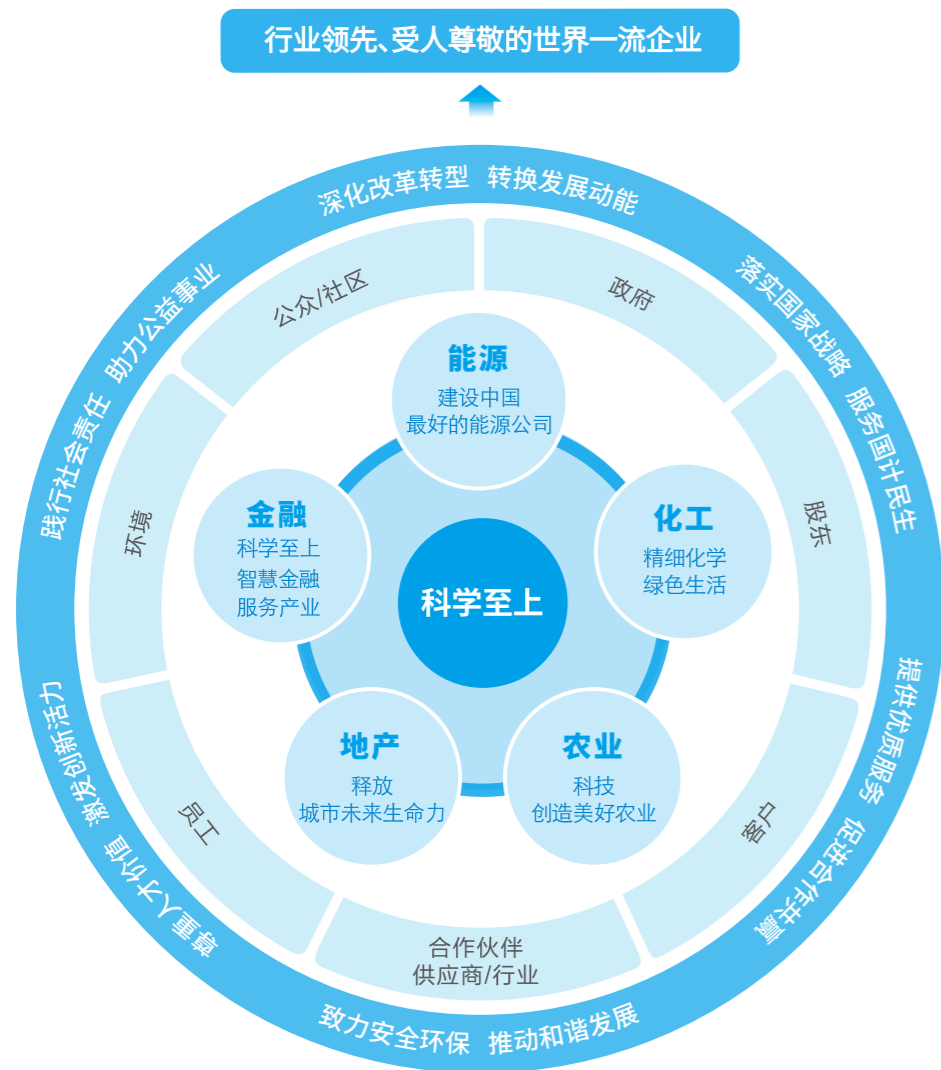 行业领先、受人尊敬的世界一流企业
深化改革转型 转换发展动能
落实国家战略 服务国计民生
提供优质服务 促进合作共赢
致力安全环保 推动和谐发展
尊重人才价值 激发创新活力
践行社会责任 助力公益事业
公众/社区
政府
股东
客户
合作伙伴
供应商/行业
员工
环境
能源
建设中国
最好的能源公司
化工
精细化学
绿色生活
农业
科技
创造美好农业
地产
释放
城市未来生命力
金融
科学至上
智慧金融
服务产业
科学至上